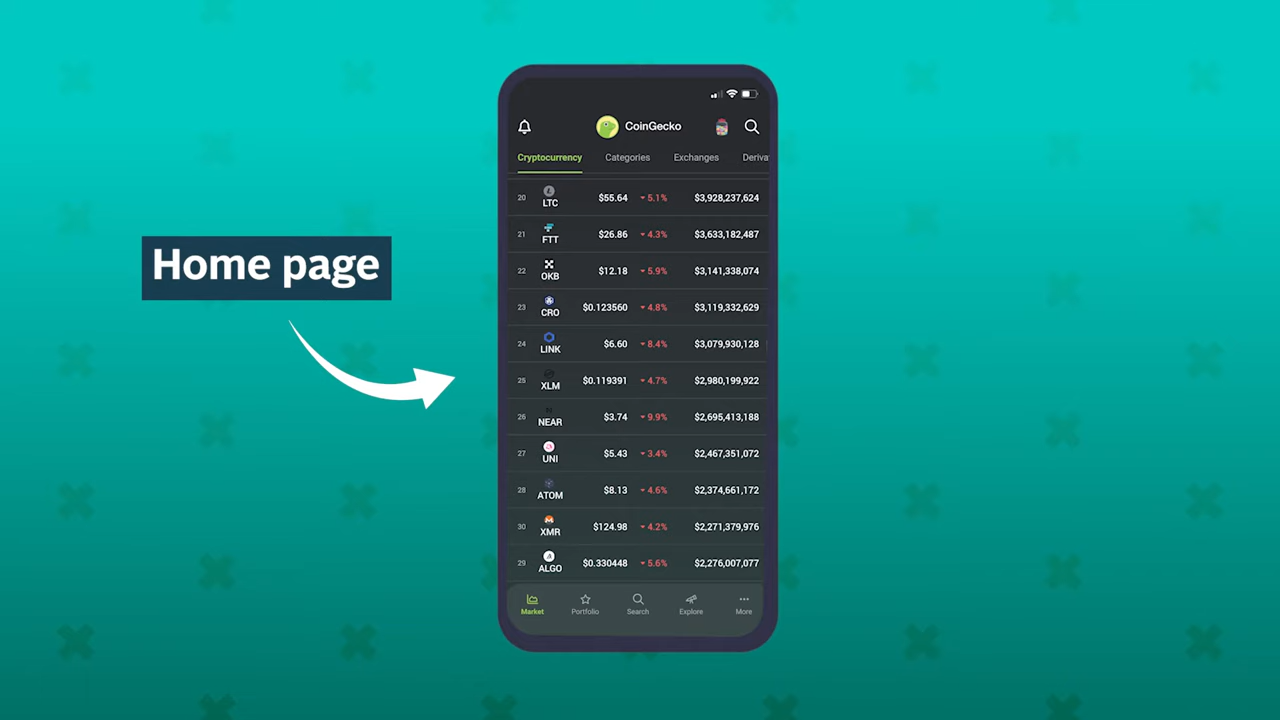 Home page
CoinGecko
Cryptocurrency Categories Exchanges Deriva
20 LTC $55.64 5.1% $3,928,237,624
21 FTT $26.86 4.3% $3,633,182,487
22 OKB $12.18 5.9% $3,141,338,074
23 CRO $0.123560 4.8% $3,119,332,629
24 LINK $6.60 8.4% $3,079,930,128
25 XLM $0.119391 4.7% $2,980,199,922
26 NEAR $3.74 9.9% $2,695,413,188
27 UNI $5.43 3.4% $2,467,351,072
28 ATOM $8.13 4.6% $2,374,661,172
30 XMR $124.98 4.2% $2,271,379,976
29 ALGO $0.330448 5.6% $2,276,007,077
Market Portfolio Search Explore More